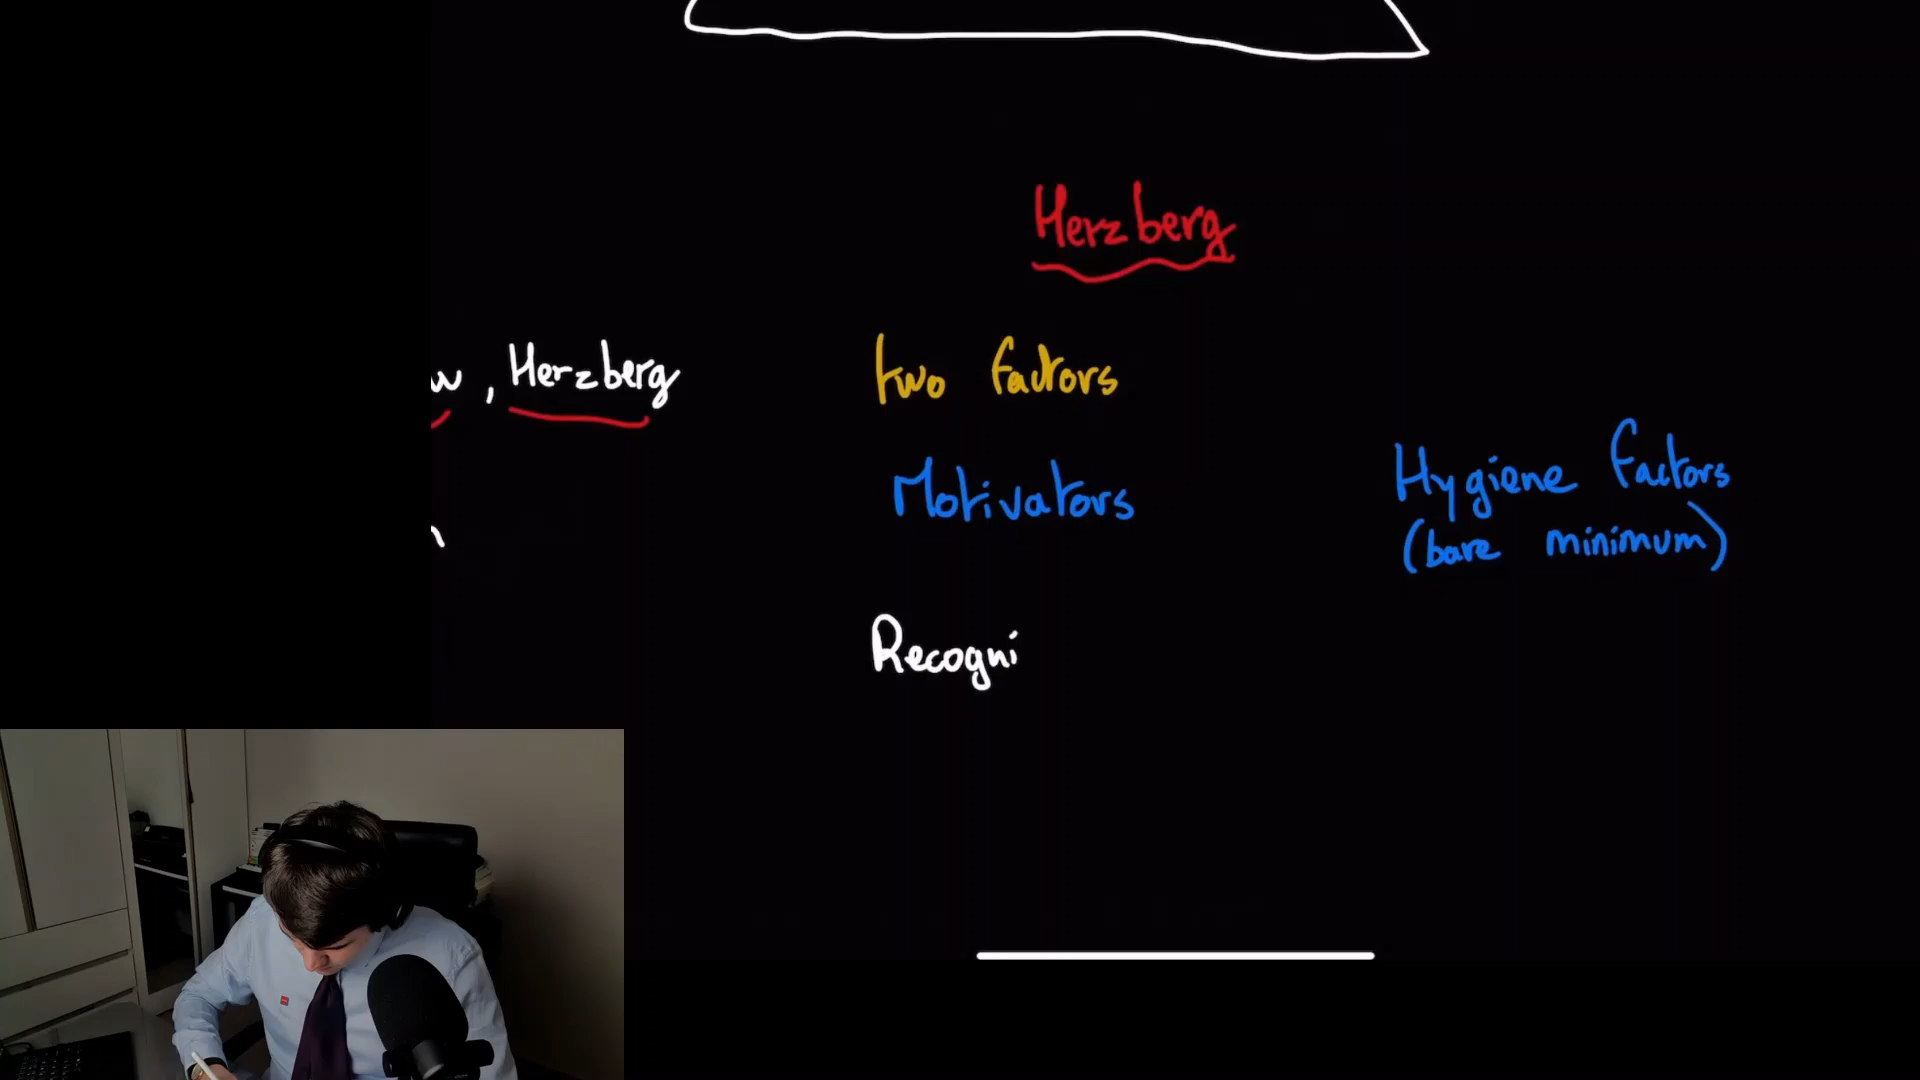 Herzberg
, Herzberg
two factors
Motivators
Hygiene factors
(bare minimum)
Recogni